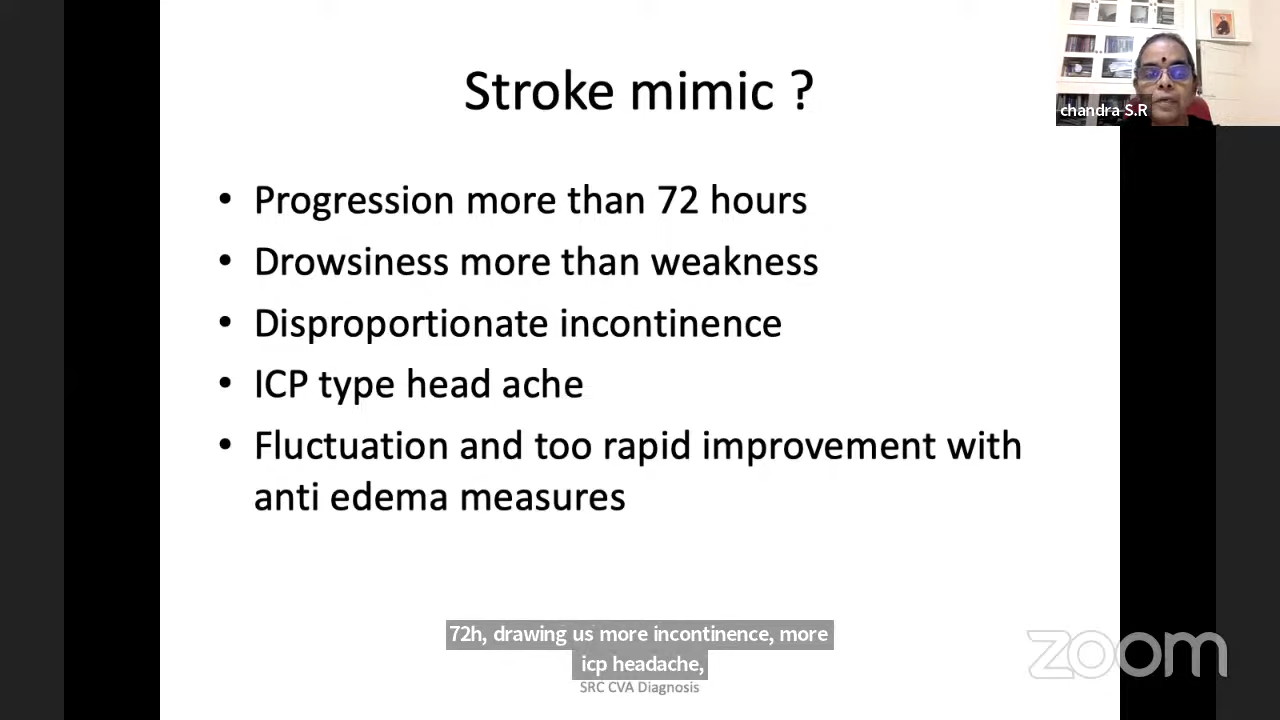 Stroke mimic ?
chandra S.R
• Progression more than 72 hours
• Drowsiness more than weakness
• Disproportionate incontinence
• ICP type head ache
• Fluctuation and too rapid improvement with
anti edema measures
72h, drawing us more incontinence, more
icp headache,
SRC CVA Diagnosis
zoom